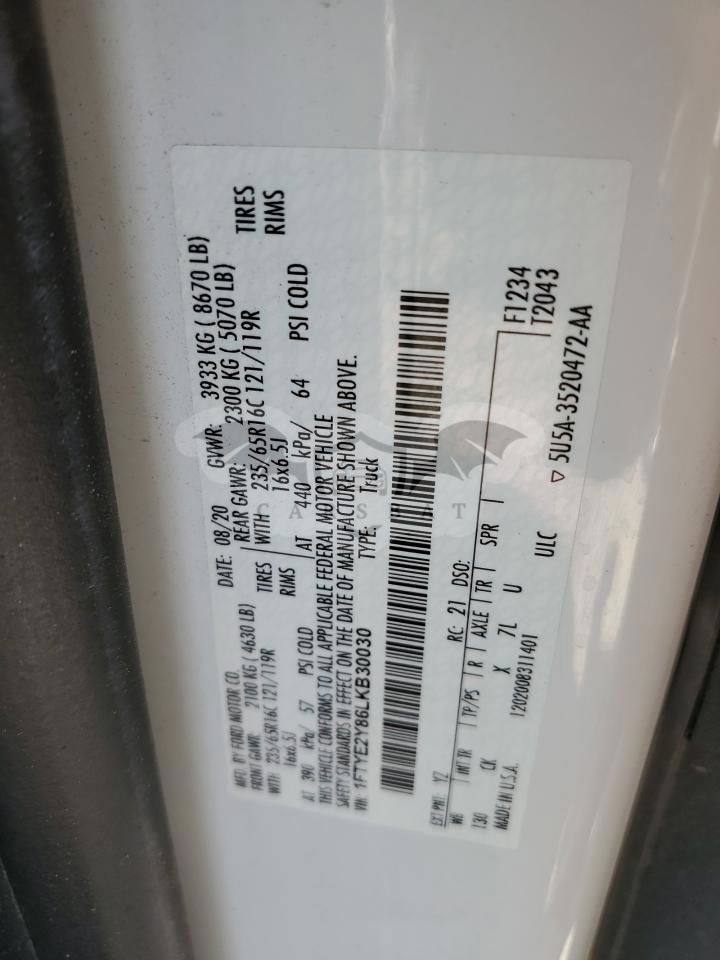 MFD BY FORD MOTOR CO.
DATE: 08/20 GVWR: 3933 KG ( 8670 LB)
FRONT GAWR: 2100 KG ( 4630 LB) REAR GAWR: 2300 KG ( 5070 LB)
WITH: 235/65R16C 121/119R TIRES WITH 235/65R16C 121/119R TIRES
16x6.5J RIMS 16x6.5J RIMS
AT 390 kPa/ 57 PSI COLD AT 440 kPa/ 64 PSI COLD
THIS VEHICLE CONFORMS TO ALL APPLICABLE FEDERAL MOTOR VEHICLE
SAFETY STANDARDS IN EFFECT ON THE DATE OF MANUFACTURE SHOWN ABOVE.
VIN: 1FTYE2Y86LKB30030 TYPE: Truck
CASBAT
EXT PNT: YZ RC: 21 DSO:
WB INT TR TP/PS R AXLE TR SPR F1234
130 CK X 7L U T2043
MADE IN U.S.A. 1202008311401 ULC 5U5A-3520472-AA